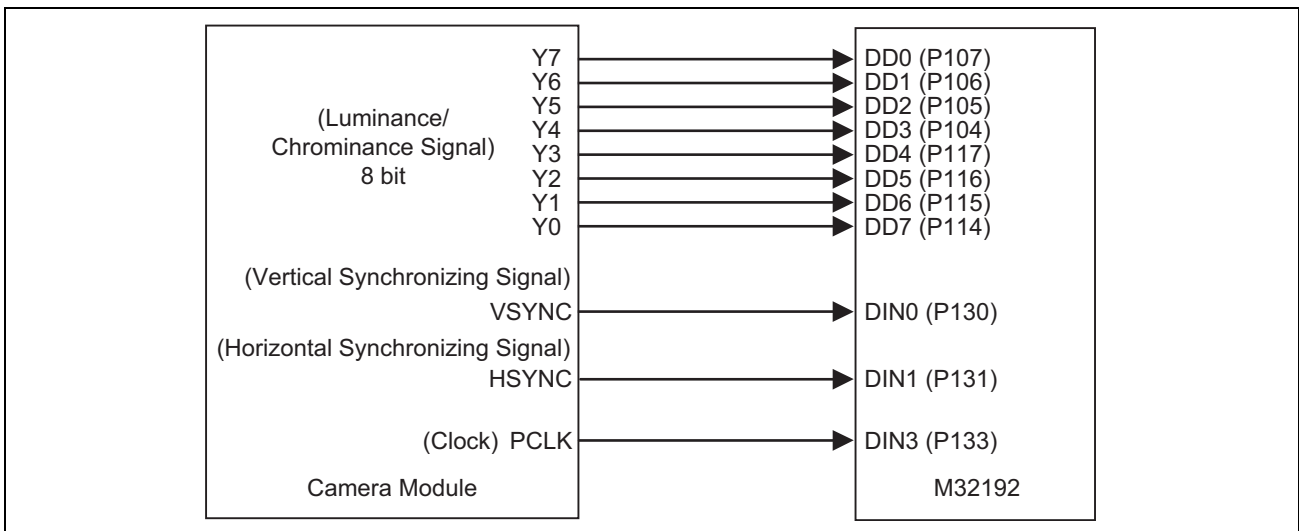 Y7 DD0 (P107)
Y6 DD1 (P106)
Y5 DD2 (P105)
(Luminance/
Y4 DD3 (P104)
Chrominance Signal)
Y3 DD4 (P117)
8 bit
Y2 DD5 (P116)
Y1 DD6 (P115)
Y0 DD7 (P114)
(Vertical Synchronizing Signal)
VSYNC DIN0 (P130)
(Horizontal Synchronizing Signal)
HSYNC DIN1 (P131)
(Clock) PCLK DIN3 (P133)
Camera Module M32192